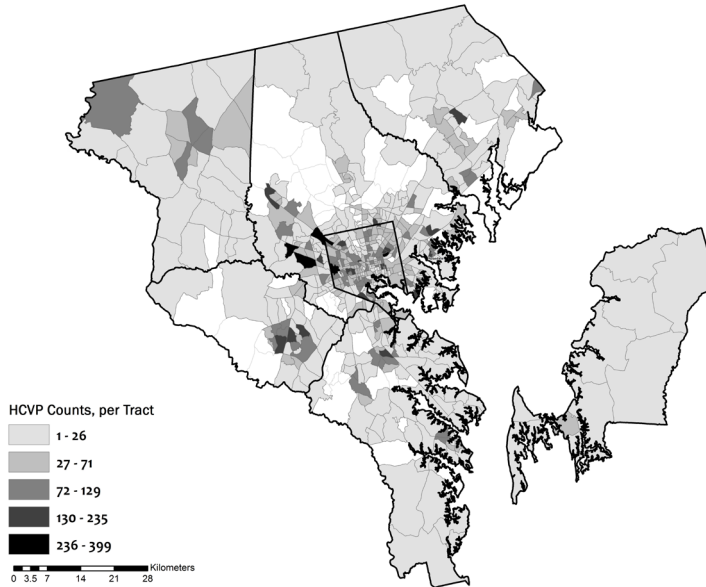 HCVP Counts, per Tract
1 - 26
27 - 71
72 - 129
130 - 235
236 - 399
Kilometers
0 3.5 7 14 21 28